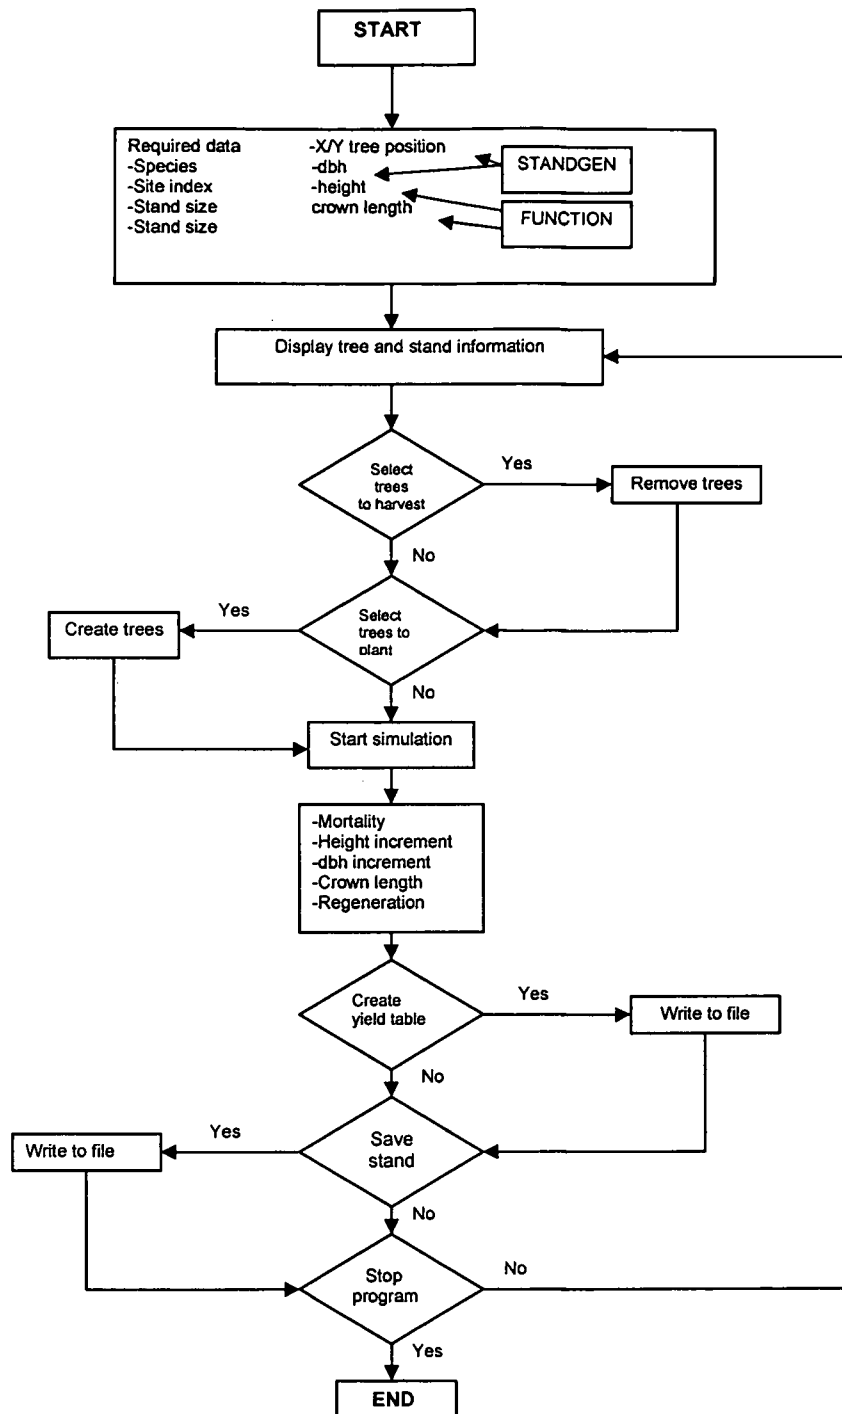 START
Required data
-Species
-Site index
-Stand size
-Stand size
-X/Y tree position
-dbh
-height
crown length
STANDGEN
FUNCTION
Display tree and stand information
Select
trees
to harvest
Yes
Remove trees
No
Select
trees to
plant
Yes
Create trees
No
Start simulation
-Mortality
-Height increment
-dbh increment
-Crown length
-Regeneration
Create
yield table
Yes
Write to file
No
Save
stand
Yes
Write to file
No
Stop
program
No
Yes
END